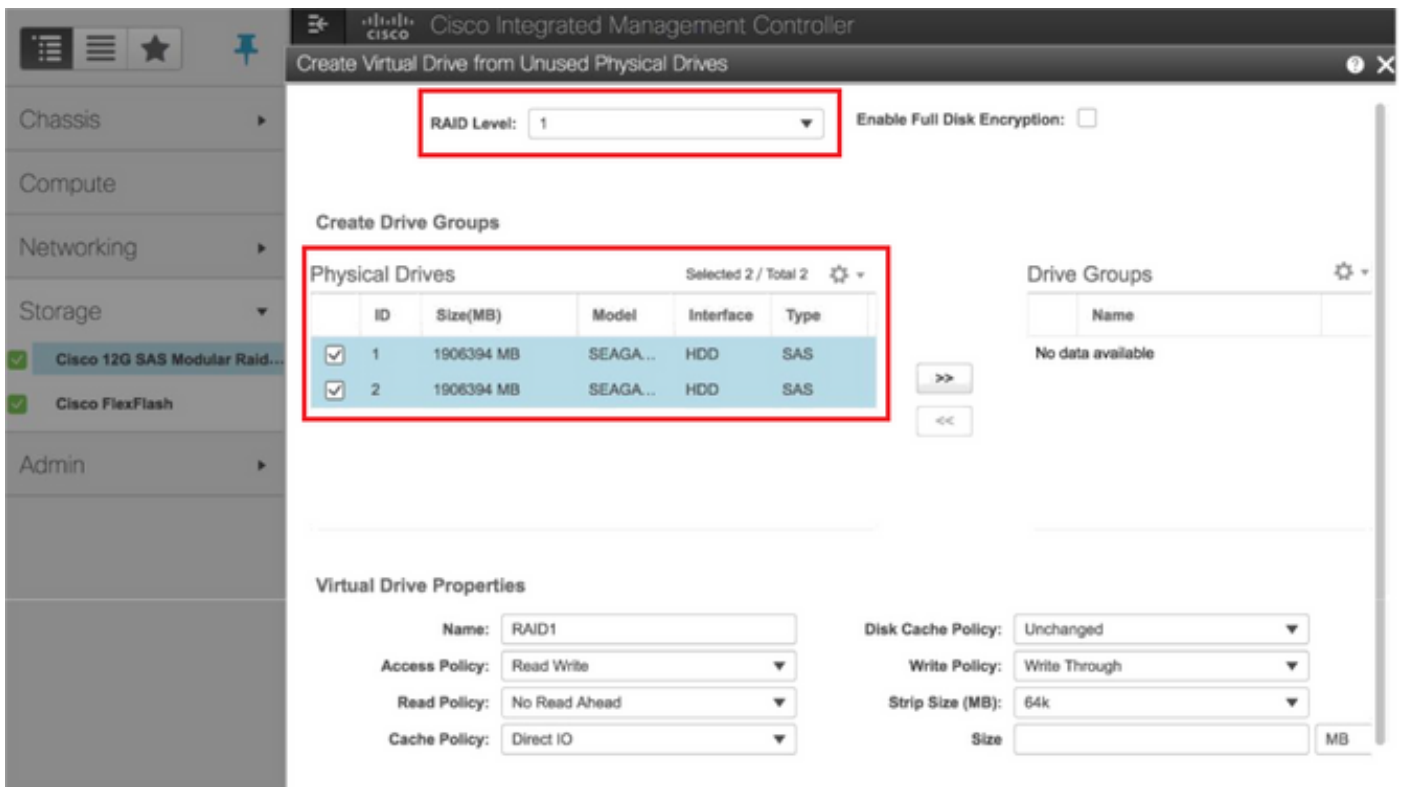 cisco Cisco Integrated Management Controller
Create Virtual Drive from Unused Physical Drives
Chassis
Compute
Networking
Storage
Cisco 12G SAS Modular Raid...
Cisco FlexFlash
Admin
RAID Level: 1 Enable Full Disk Encryption:
Create Drive Groups
Physical Drives Selected 2 / Total 2
ID Size(MB) Model Interface Type
1 1906394 MB SEAGA... HDD SAS
2 1906394 MB SEAGA... HDD SAS
>>
<<
Drive Groups
Name
No data available
Virtual Drive Properties
Name: RAID1 Disk Cache Policy: Unchanged
Access Policy: Read Write Write Policy: Write Through
Read Policy: No Read Ahead Strip Size (MB): 64k
Cache Policy: Direct IO Size MB